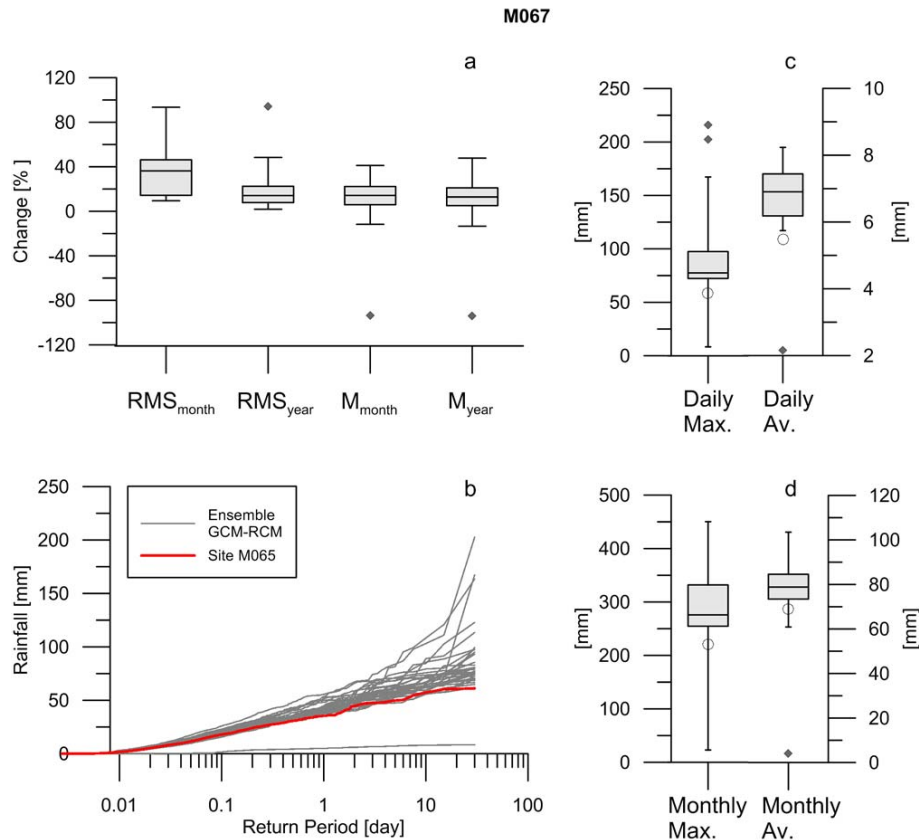 M067
a
120
80
40
0
-40
-80
-120
Change [% ]
RMSmonth
RMSyear
Mmonth
Myear
c
250
200
150
100
50
0
[mm]
10
8
6
4
2
[mm]
Daily
Max.
Daily
Av.
b
250
200
150
100
50
0
Rainfall [mm]
Ensemble
GCM-RCM
Site M065
0.01
0.1
1
10
100
Return Period [day]
d
500
400
300
200
100
0
[mm]
120
100
80
60
40
20
0
[mm]
Monthly
Max.
Monthly
Av.